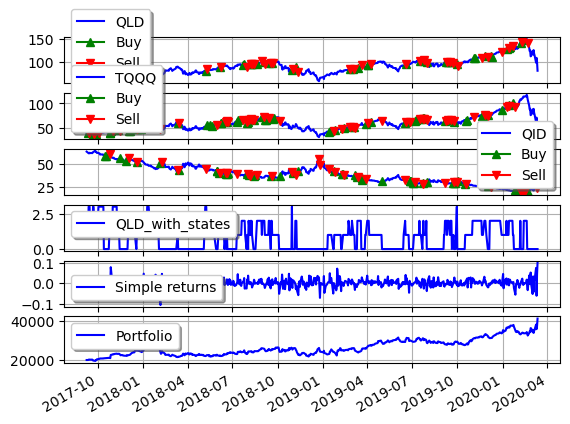 QLD
Buy
Sell
150
100
TQQQ
Buy
Sell
100
50
QID
Buy
Sell
50
25
QLD_with_states
2.5
0.0
Simple returns
0.1
0.0
−0.1
Portfolio
40000
20000
2017-10
2018-01
2018-04
2018-07
2018-10
2019-01
2019-04
2019-07
2019-10
2020-01
2020-04